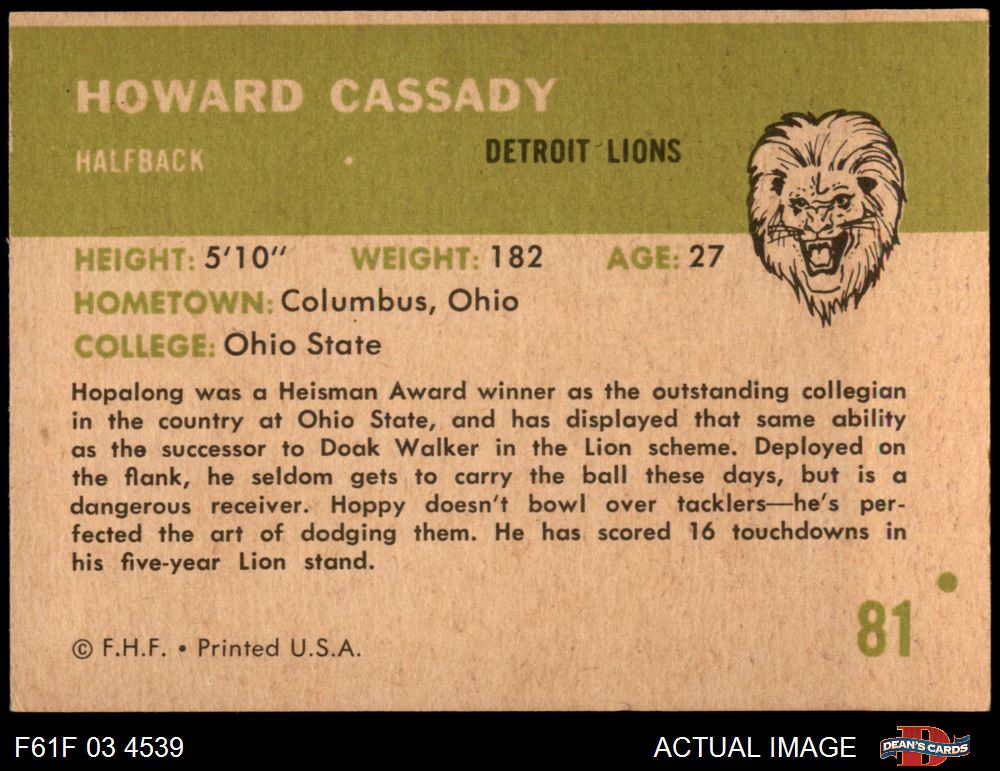 HOWARD CASSADY
HALFBACK
DETROIT LIONS
HEIGHT: 5'10" WEIGHT: 182 AGE: 27
HOMETOWN: Columbus, Ohio
COLLEGE: Ohio State
Hopalong was a Heisman Award winner as the outstanding collegian
in the country at Ohio State, and has displayed that same ability
as the successor to Doak Walker in the Lion scheme. Deployed on
the flank, he seldom gets to carry the ball these days, but is a
dangerous receiver. Hoppy doesn't bowl over tacklers—he's per-
fected the art of dodging them. He has scored 16 touchdowns in
his five-year Lion stand.
81
© F.H.F. • Printed U.S.A.
F61F 03 4539
ACTUAL IMAGE
DEAN'S CARDS